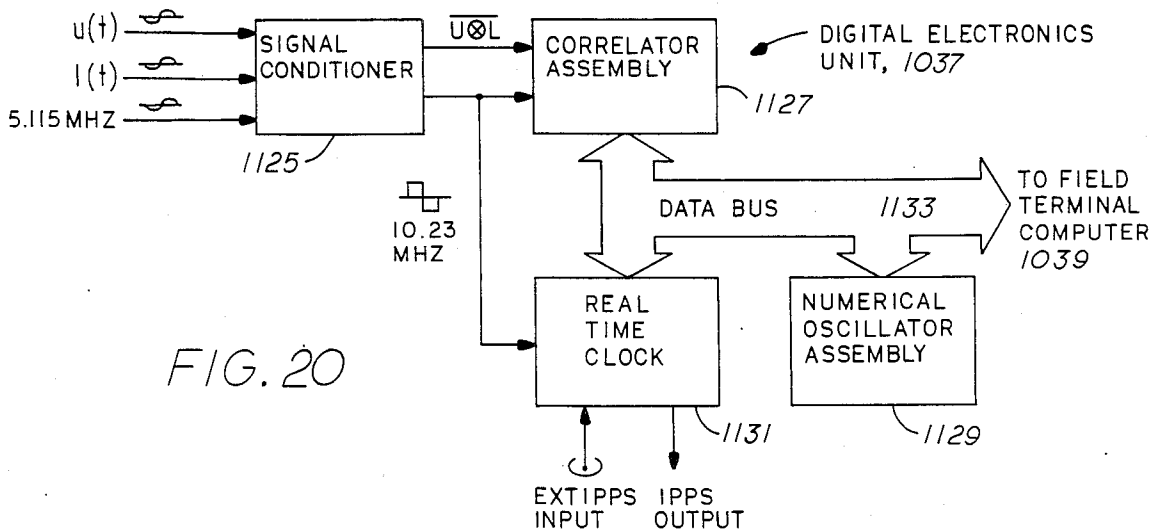 u(t)
l(t)
5.115 MHZ
SIGNAL
CONDITIONER
1125
U⊗L
CORRELATOR
ASSEMBLY
1127
DIGITAL ELECTRONICS
UNIT, 1037
10.23
MHZ
DATA BUS
1133
TO FIELD
TERMINAL
COMPUTER
1039
REAL
TIME
CLOCK
1131
NUMERICAL
OSCILLATOR
ASSEMBLY
1129
EXT1PPS
INPUT
1PPS
OUTPUT
FIG. 20